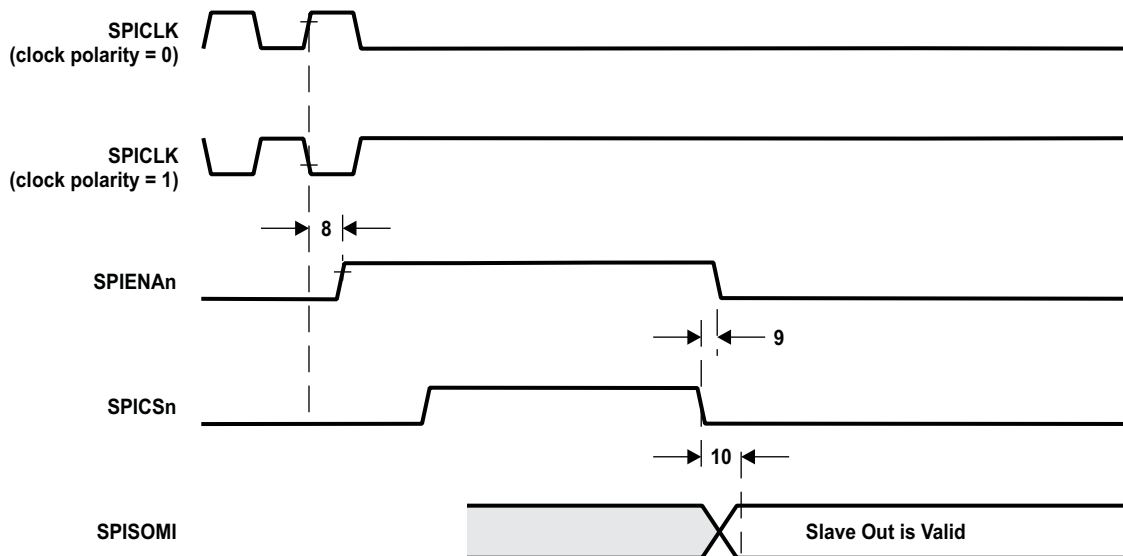 SPICLK
(clock polarity = 0)
SPICLK
(clock polarity = 1)
8
SPIENAn
9
SPICSn
10
SPISOMI
Slave Out is Valid